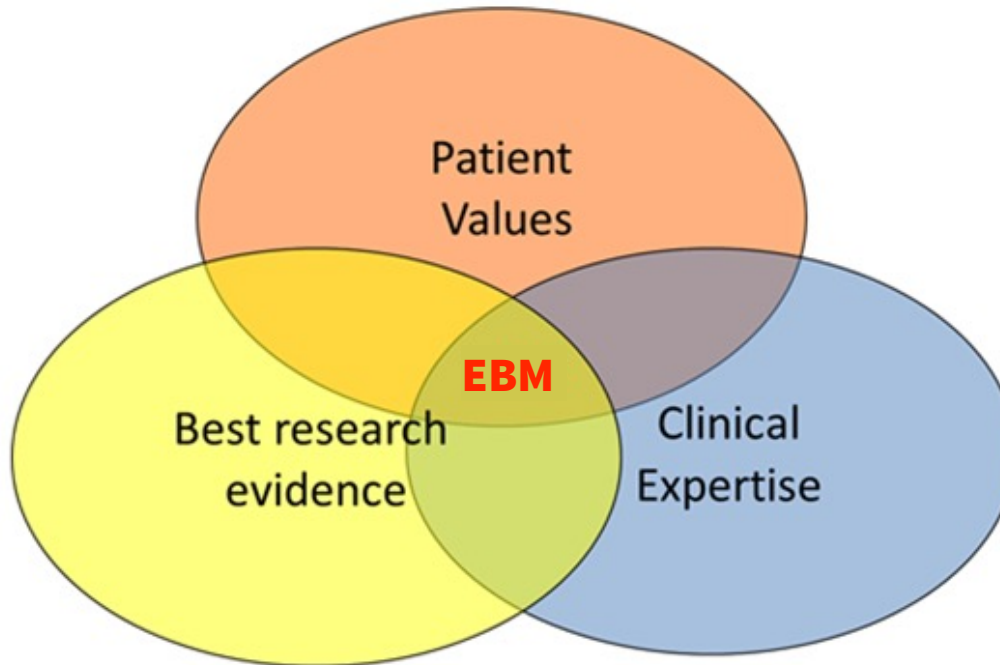 Patient
Values
EBM
Best research
evidence
Clinical
Expertise